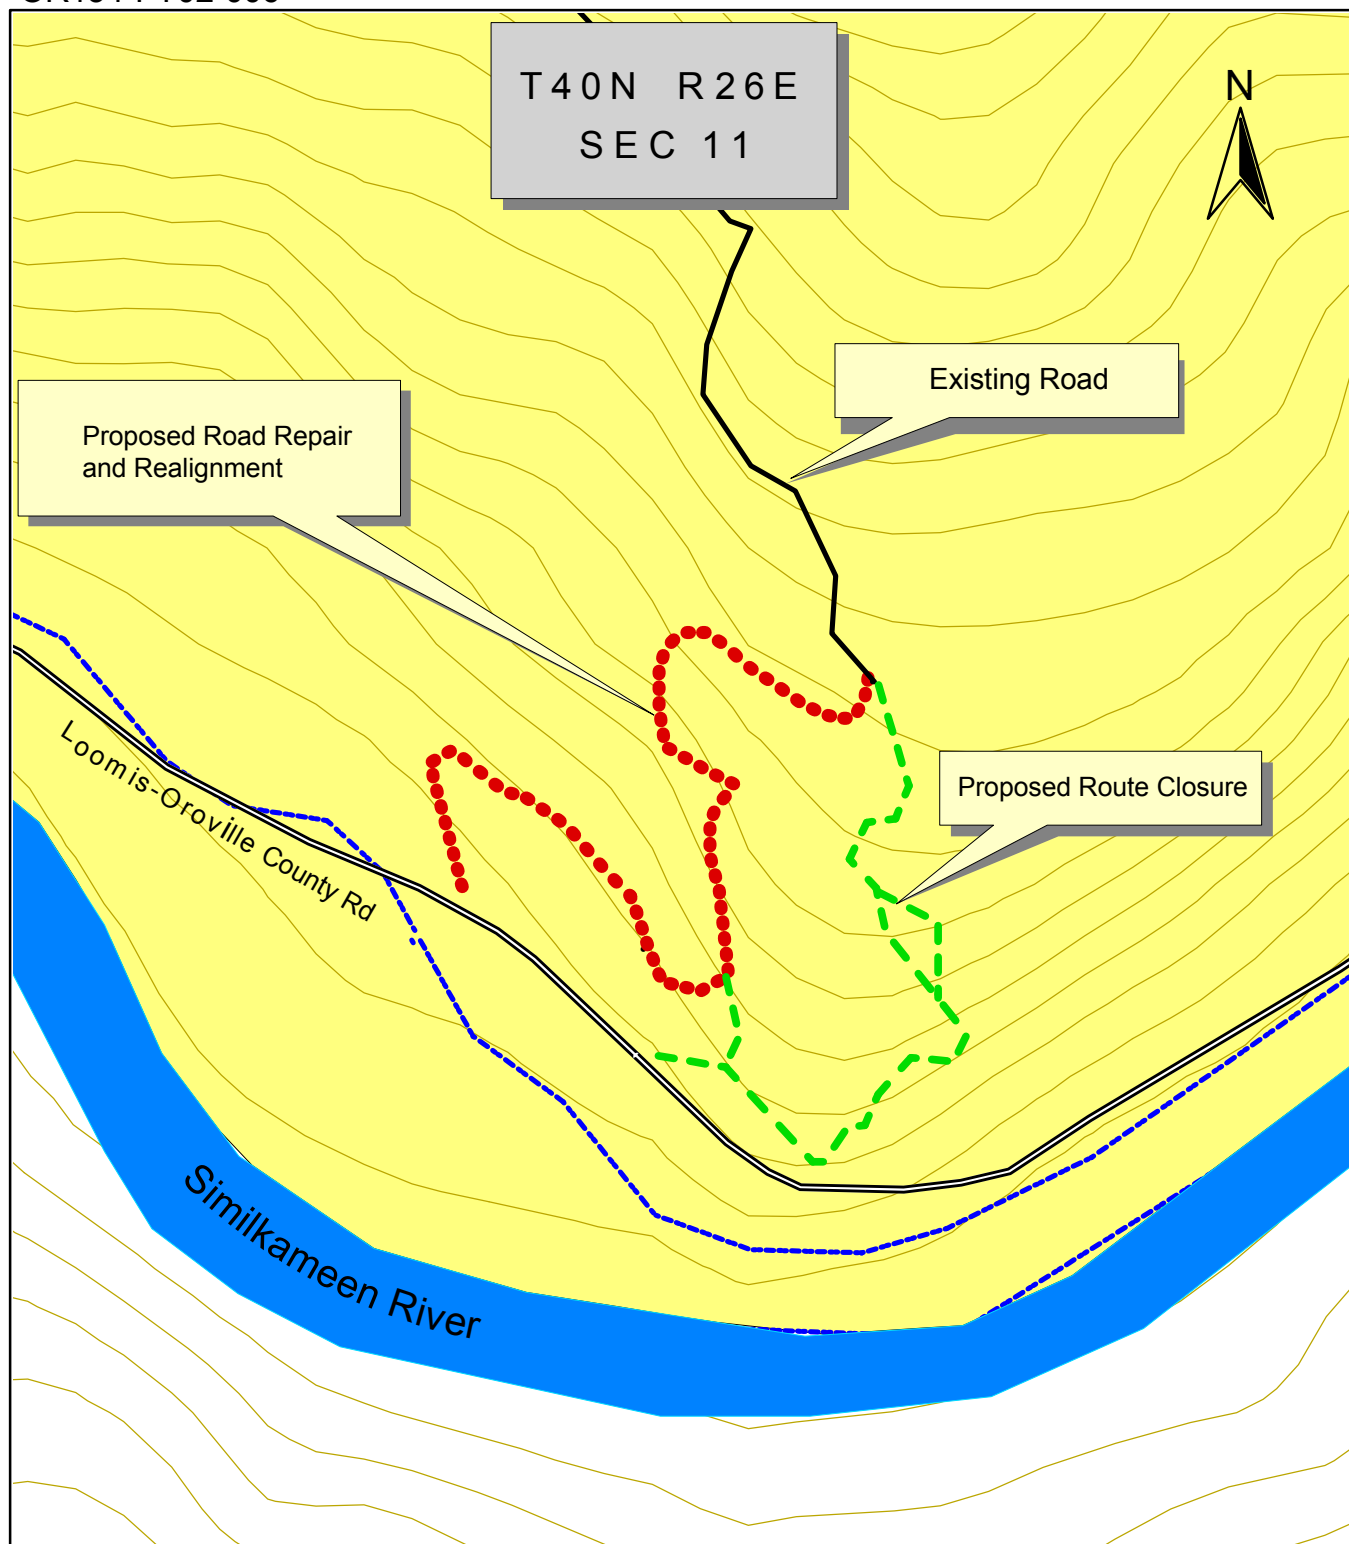 T40N R26E
SEC 11
N
Existing Road
Proposed Road Repair
and Realignment
Loomis-Oroville County Rd
Proposed Route Closure
Similkameen River